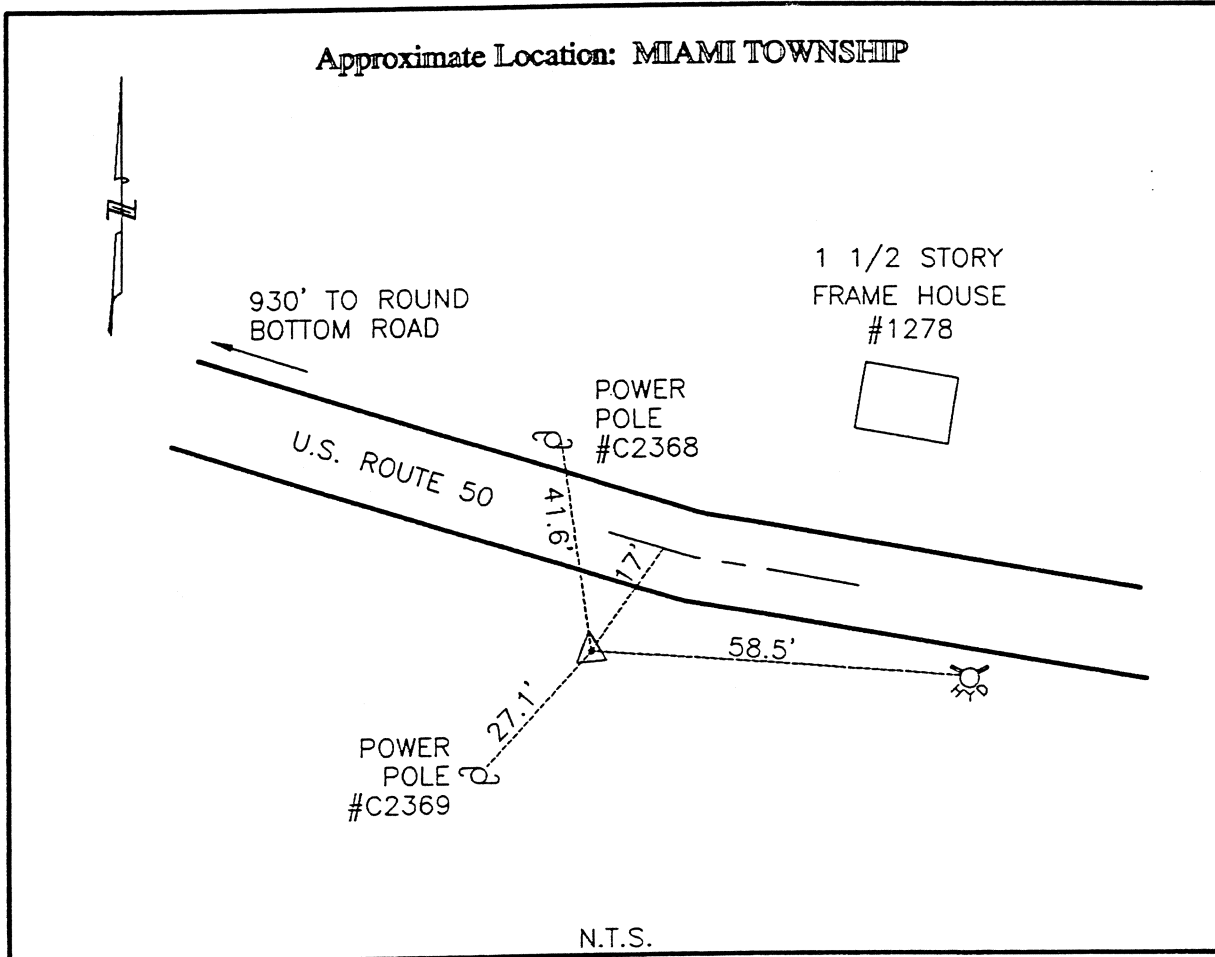 Approximate Location: MIAMI TOWNSHIP
N
1 1/2 STORY
FRAME HOUSE
#1278
930' TO ROUND
BOTTOM ROAD
POWER
POLE
#C2368
U.S. ROUTE 50
41.6'
17'
58.5'
HYD
27.1'
POWER
POLE
#C2369
N.T.S.